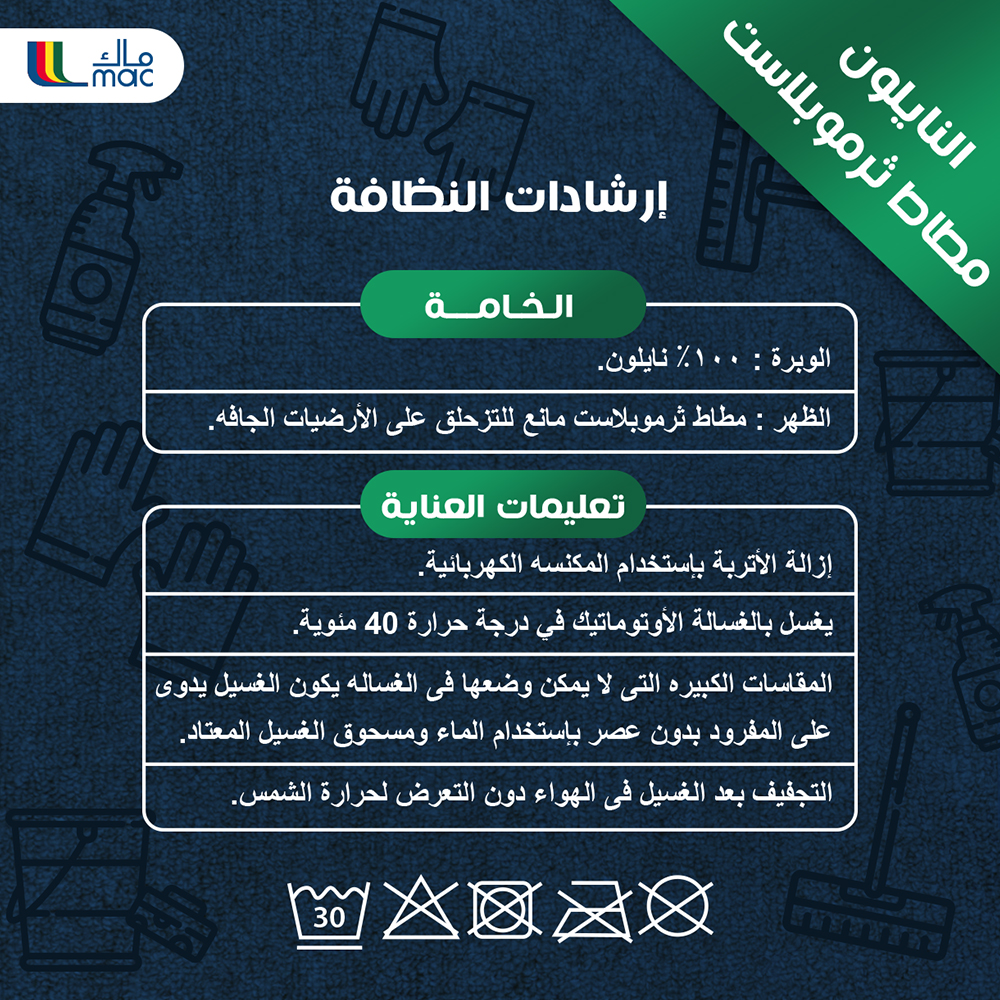 ماك
mac
النايلون
مطاط ثرموبلاست
إرشادات النظافة
الخامـــة
الوبرة : ١٠٠٪ نايلون.
الظهر : مطاط ثرموبلاست مانع للتزحلق على الأرضيات الجافه.
تعليمات العناية
إزالة الأتربة بإستخدام المكنسه الكهربائية.
يغسل بالغسالة الأوتوماتيك في درجة حرارة 40 مئوية.
المقاسات الكبيره التى لا يمكن وضعها فى الغساله يكون الغسيل يدوى
على المفرود بدون عصر بإستخدام الماء ومسحوق الغسيل المعتاد.
التجفيف بعد الغسيل فى الهواء دون التعرض لحرارة الشمس.
30